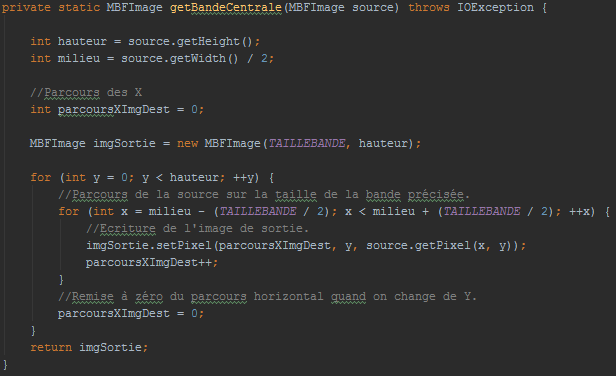 private static MBFImage getBandeCentrale(MBFImage source) throws IOException {
int hauteur = source.getHeight();
int milieu = source.getWidth() / 2;
//Parcours des X
int parcoursXImgDest = 0;
MBFImage imgSortie = new MBFImage(TAILLEBANDE, hauteur);
for (int y = 0; y < hauteur; ++y) {
//Parcours de la source sur la taille de la bande précisée.
for (int x = milieu - (TAILLEBANDE / 2); x < milieu + (TAILLEBANDE / 2); ++x) {
//Ecriture de l'image de sortie.
imgSortie.setPixel(parcoursXImgDest, y, source.getPixel(x, y));
parcoursXImgDest++;
}
//Remise à zéro du parcours horizontal quand on change de Y.
parcoursXImgDest = 0;
}
return imgSortie;
}